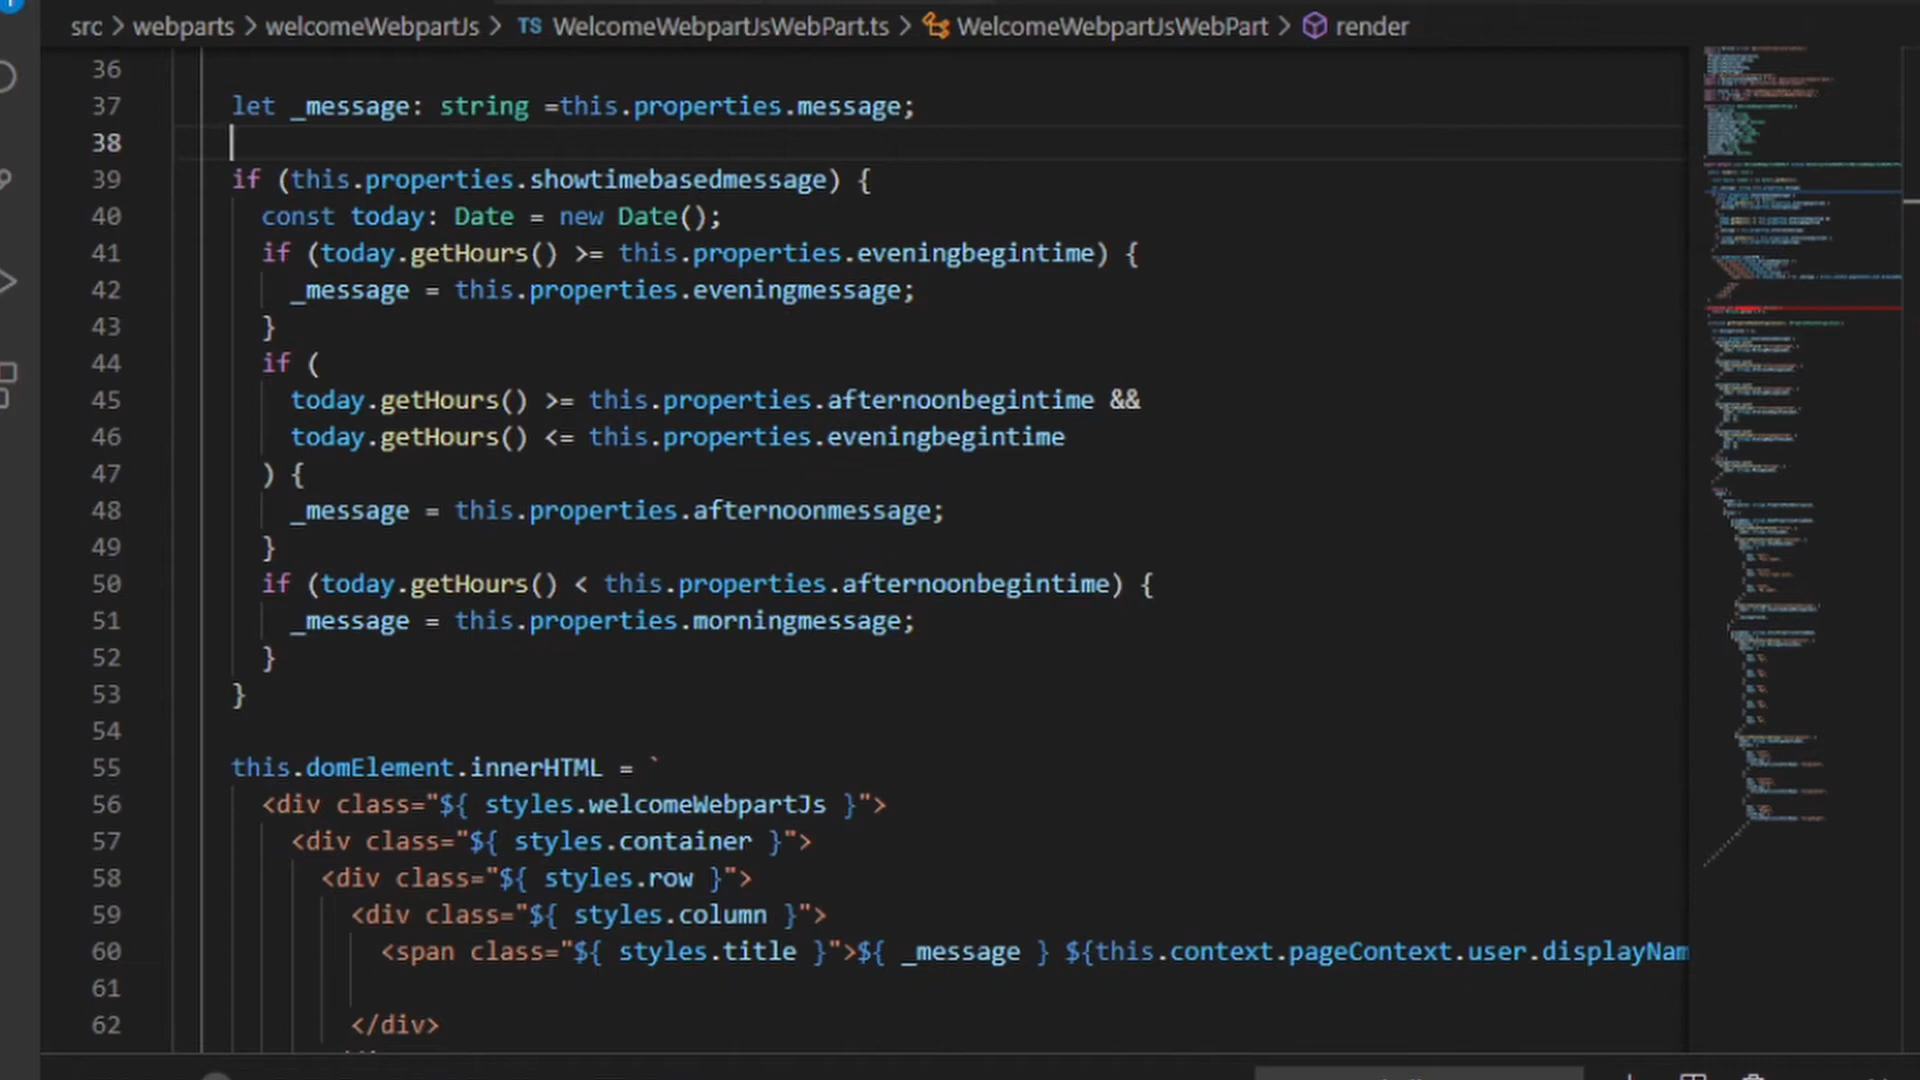 src > webparts > welcomeWebpartJs > TS WelcomeWebpartJsWebPart.ts > WelcomeWebpartJsWebPart > render
36
37 let _message: string =this.properties.message;
38
39 if (this.properties.showtimebasedmessage) {
40 const today: Date = new Date();
41 if (today.getHours() >= this.properties.eveningbegintime) {
42 _message = this.properties.eveningmessage;
43 }
44 if (
45 today.getHours() >= this.properties.afternoonbegintime &&
46 today.getHours() <= this.properties.eveningbegintime
47 ) {
48 _message = this.properties.afternoonmessage;
49 }
50 if (today.getHours() < this.properties.afternoonbegintime) {
51 _message = this.properties.morningmessage;
52 }
53 }
54
55 this.domElement.innerHTML = `
56 <div class="${ styles.welcomeWebpartJs }">
57 <div class="${ styles.container }">
58 <div class="${ styles.row }">
59 <div class="${ styles.column }">
60 <span class="${ styles.title }">${ _message } ${this.context.pageContext.user.displayNam
61
62 </div>